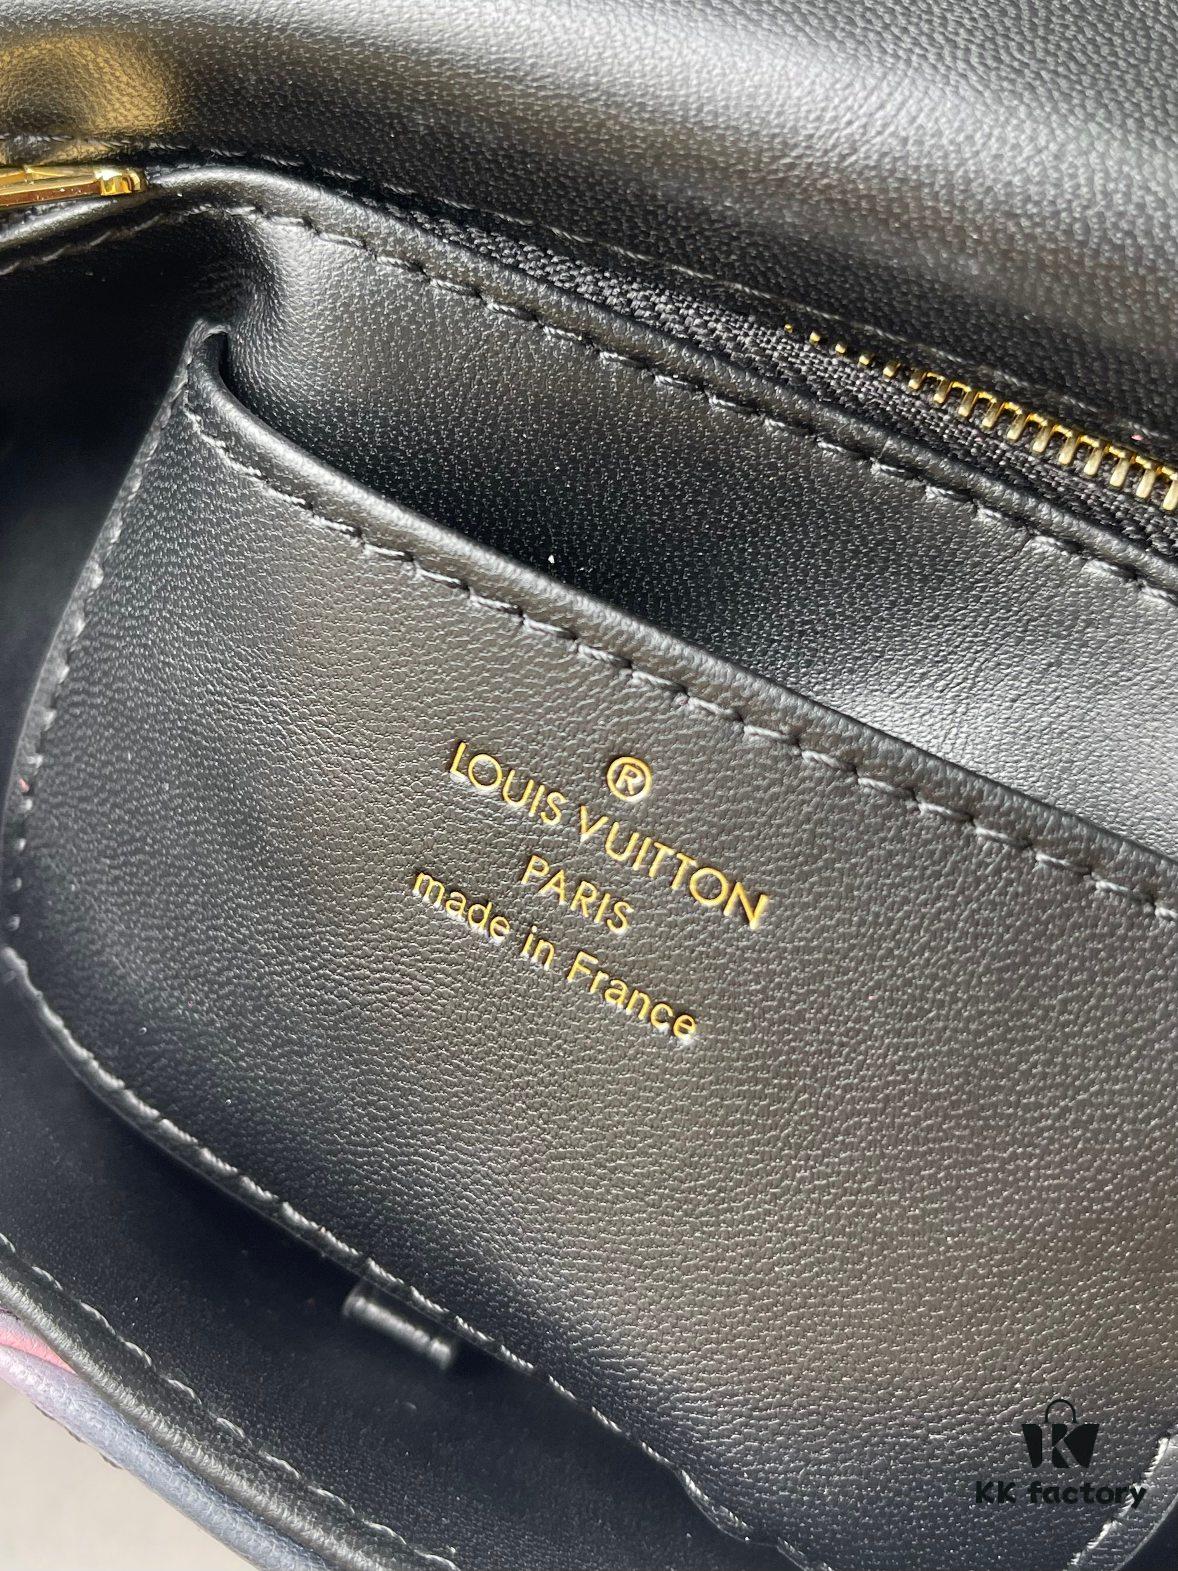 ®
LOUIS VUITTON
PARIS
made in France
K
KK factory